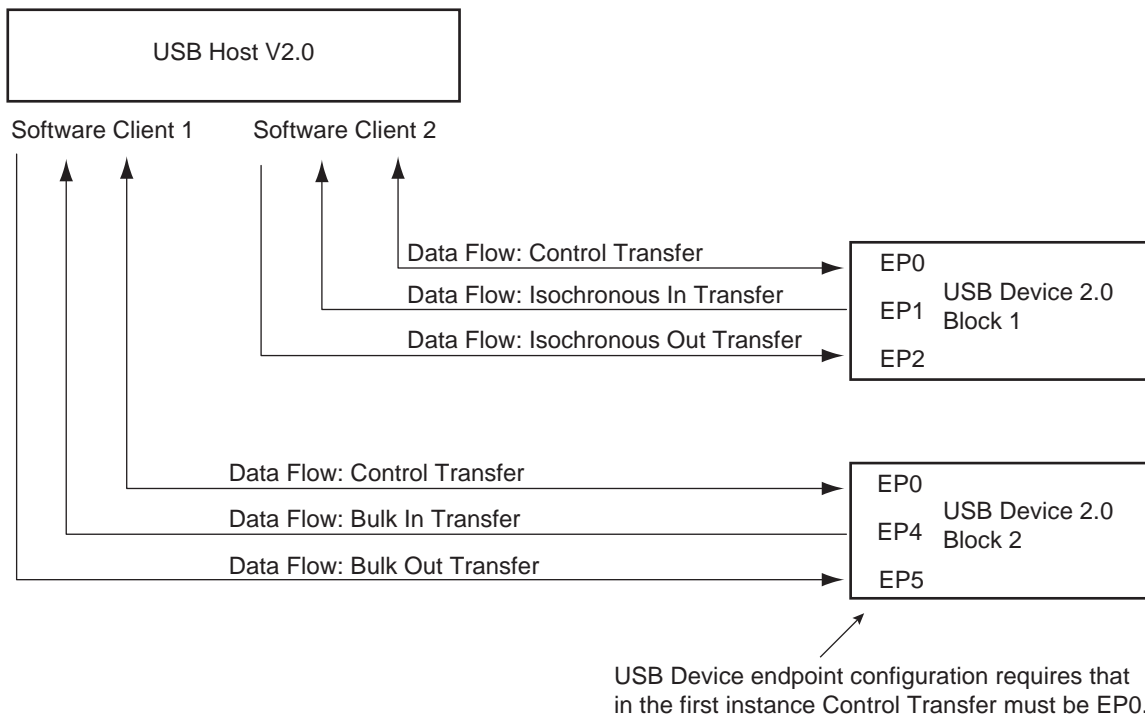 USB Host V2.0
Software Client 1
Software Client 2
Data Flow: Control Transfer
Data Flow: Isochronous In Transfer
Data Flow: Isochronous Out Transfer
EP0
EP1
EP2
USB Device 2.0
Block 1
Data Flow: Control Transfer
Data Flow: Bulk In Transfer
Data Flow: Bulk Out Transfer
EP0
EP4
EP5
USB Device 2.0
Block 2
USB Device endpoint configuration requires that
in the first instance Control Transfer must be EP0.